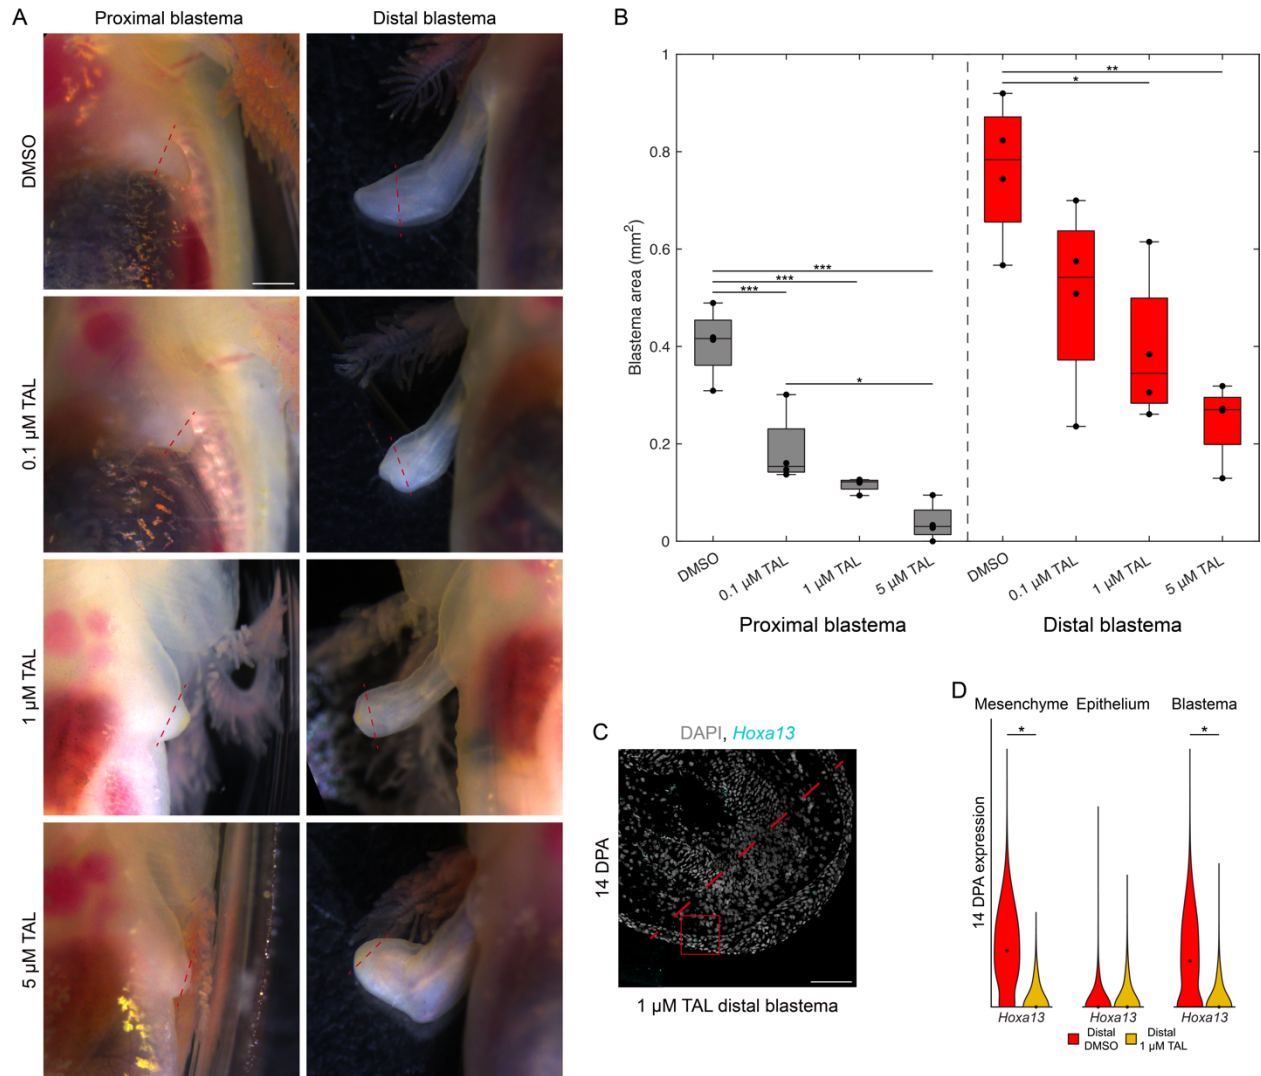 A
Proximal blastema
Distal blastema
DMSO
0.1 µM TAL
1 µM TAL
5 µM TAL
B
Blastema area (mm²)
1
0.8
0.6
0.4
0.2
0
***
***
***
*
**
*
DMSO
0.1 µM TAL
1 µM TAL
5 µM TAL
DMSO
0.1 µM TAL
1 µM TAL
5 µM TAL
Proximal blastema
Distal blastema
C
DAPI, Hoxa13
14 DPA
1 µM TAL distal blastema
D
Mesenchyme
Epithelium
Blastema
*
*
14 DPA expression
Hoxa13
Hoxa13
Hoxa13
Distal
DMSO
Distal
1 µM TAL